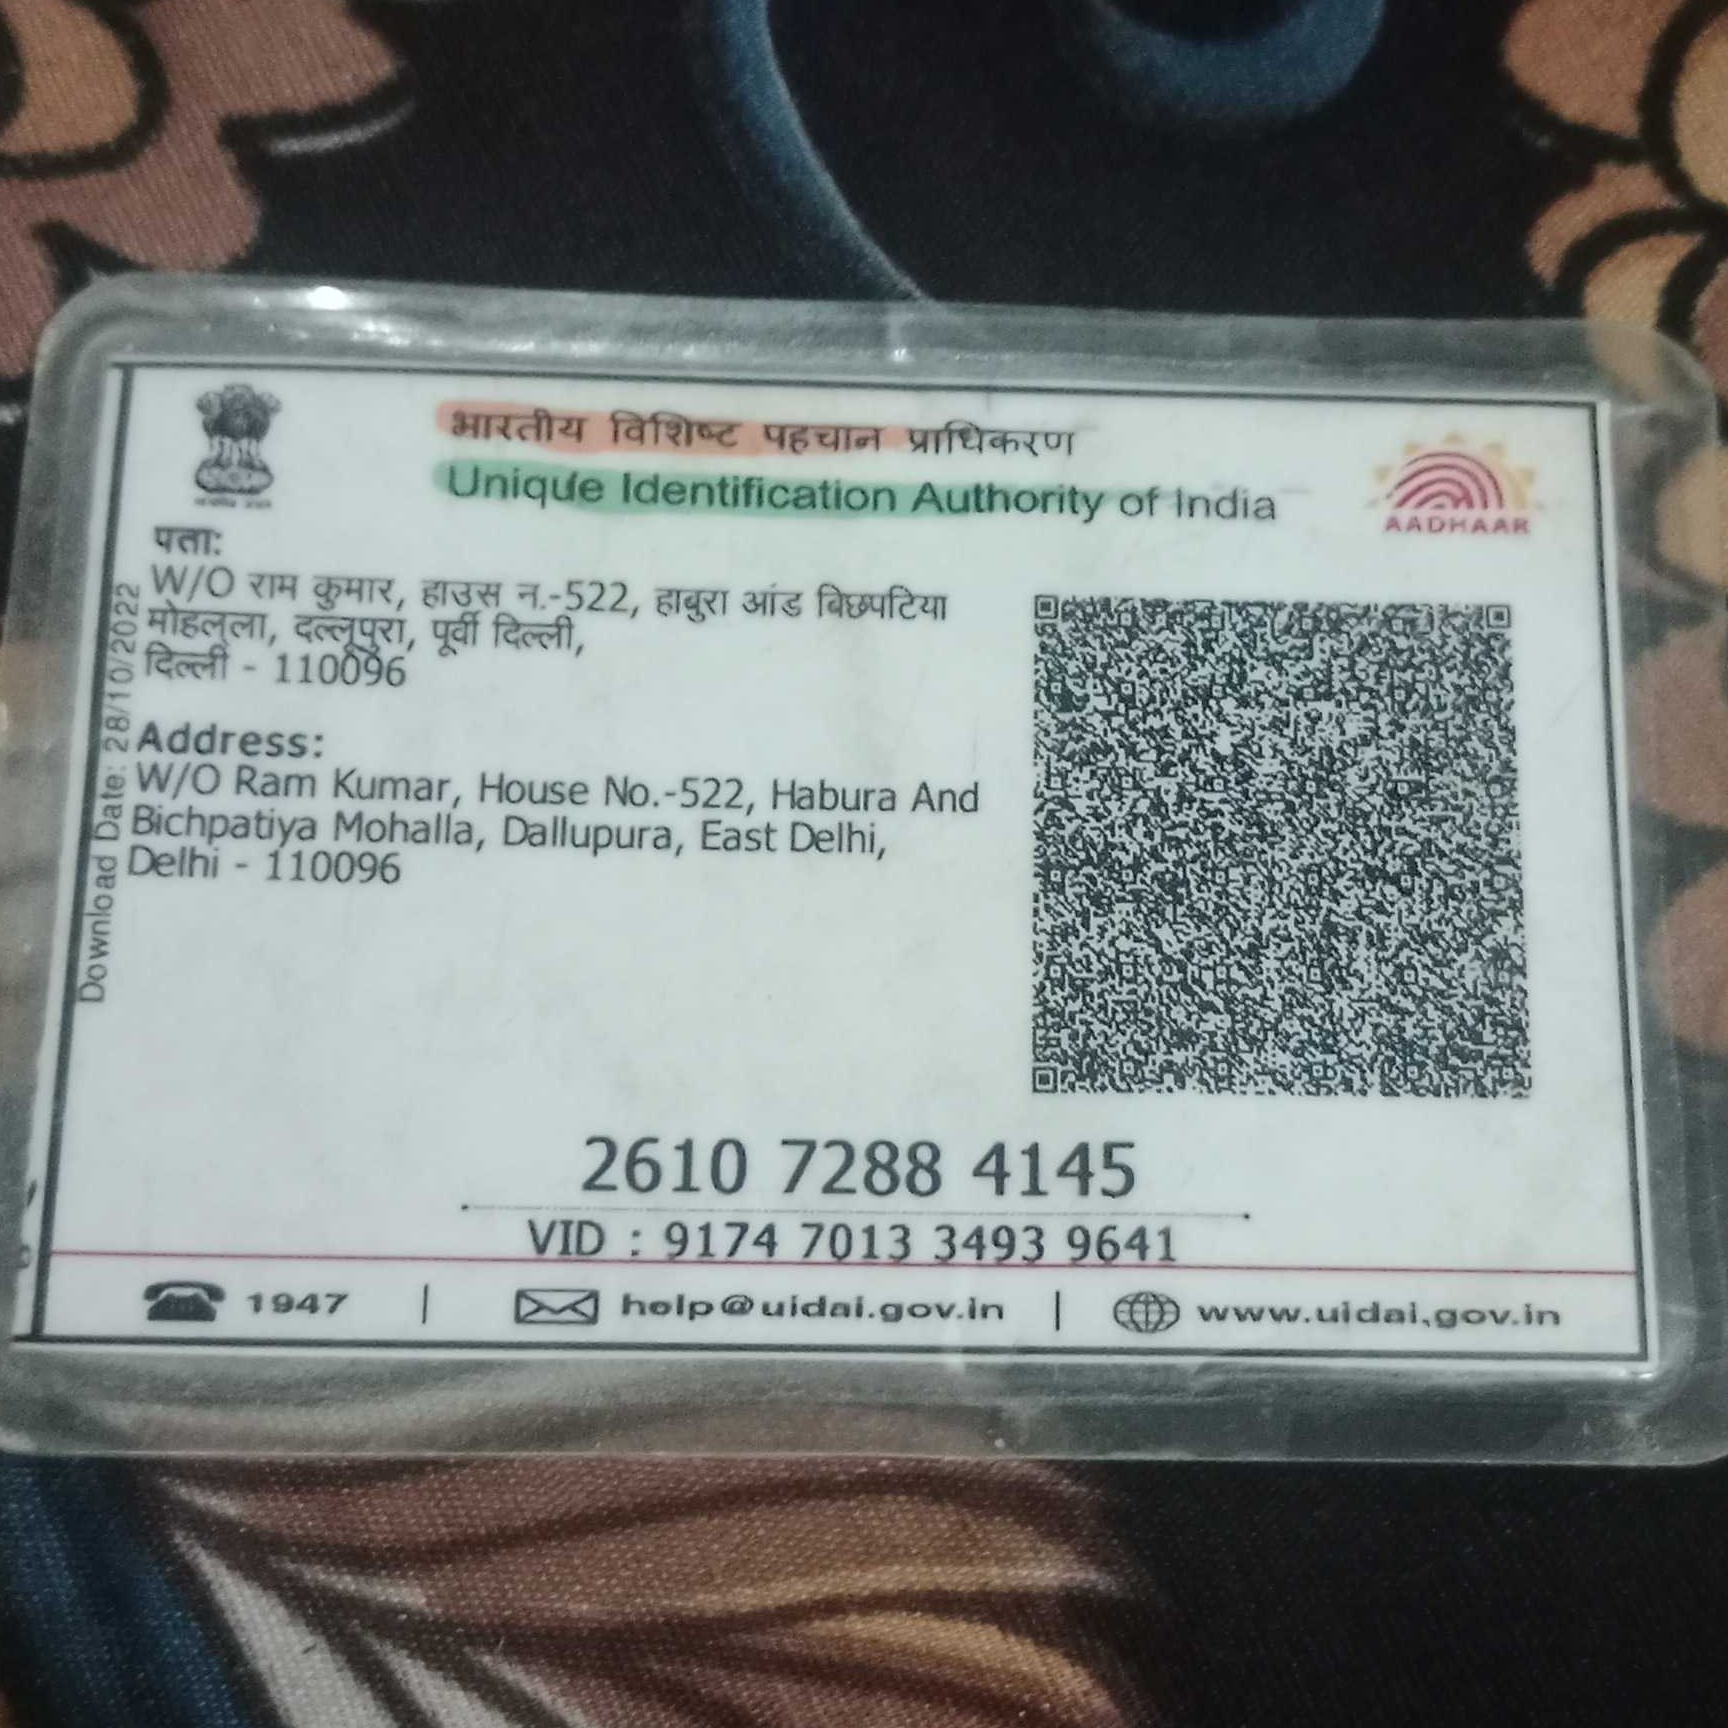 भारतीय विशिष्ट पहचान प्राधिकरण
Unique Identification Authority of India
AADHAAR
पता:
W/O राम कुमार, हाउस न.-522, हाबुरा आंड बिछपटिया
मोहल्ला, दल्लूपुरा, पूर्वी दिल्ली,
दिल्ली - 110096
Address:
W/O Ram Kumar, House No.-522, Habura And
Bichpatiya Mohalla, Dallupura, East Delhi,
Delhi - 110096
Download Date: 28/10/2022
2610 7288 4145
VID : 9174 7013 3493 9641
1947 | help@uidai.gov.in | www.uidai.gov.in